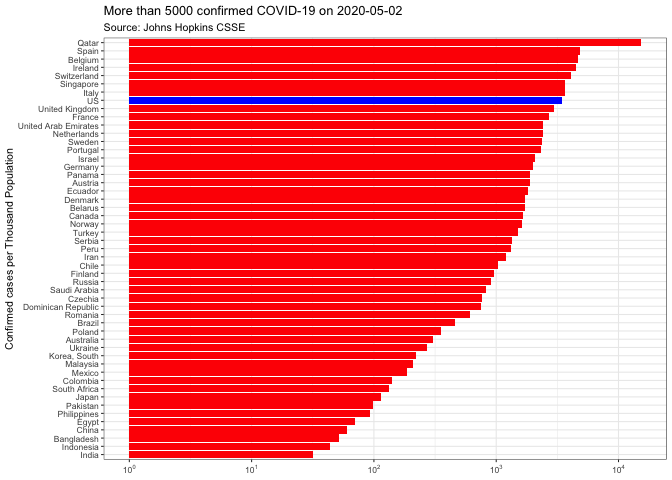 More than 5000 confirmed COVID-19 on 2020-05-02
Source: Johns Hopkins CSSE
Confirmed cases per Thousand Population
Qatar
Spain
Belgium
Ireland
Switzerland
Singapore
Italy
US
United Kingdom
France
United Arab Emirates
Netherlands
Sweden
Portugal
Israel
Germany
Panama
Austria
Ecuador
Denmark
Belarus
Canada
Norway
Turkey
Serbia
Peru
Iran
Chile
Finland
Russia
Saudi Arabia
Czechia
Dominican Republic
Romania
Brazil
Poland
Australia
Ukraine
Korea, South
Malaysia
Mexico
Colombia
South Africa
Japan
Pakistan
Philippines
Egypt
China
Bangladesh
Indonesia
India
10⁰ 10¹ 10² 10³ 10⁴